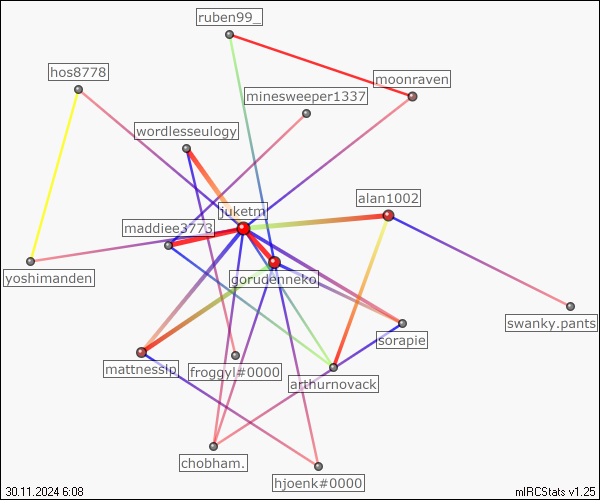 ruben99_
hos8778
moonraven
minesweeper1337
wordlesseulogy
alan1002
juketm
maddiee3773
gorudenneko
yoshimanden
swanky.pants
sorapie
mattnesslp
froggyl#0000
arthurnovack
chobham.
hjoenk#0000
30.11.2024 6:08
mIRCStats v1.25